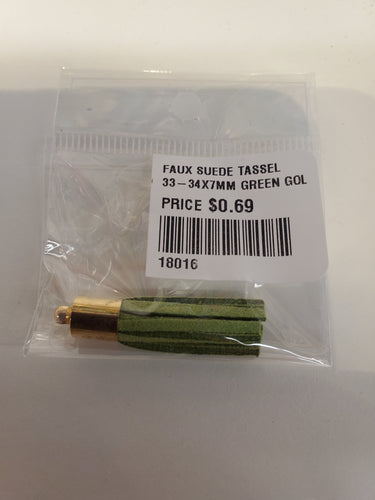 FAUX SUEDE TASSEL
33-34X7MM GREEN GOL
PRICE $0.69
18016